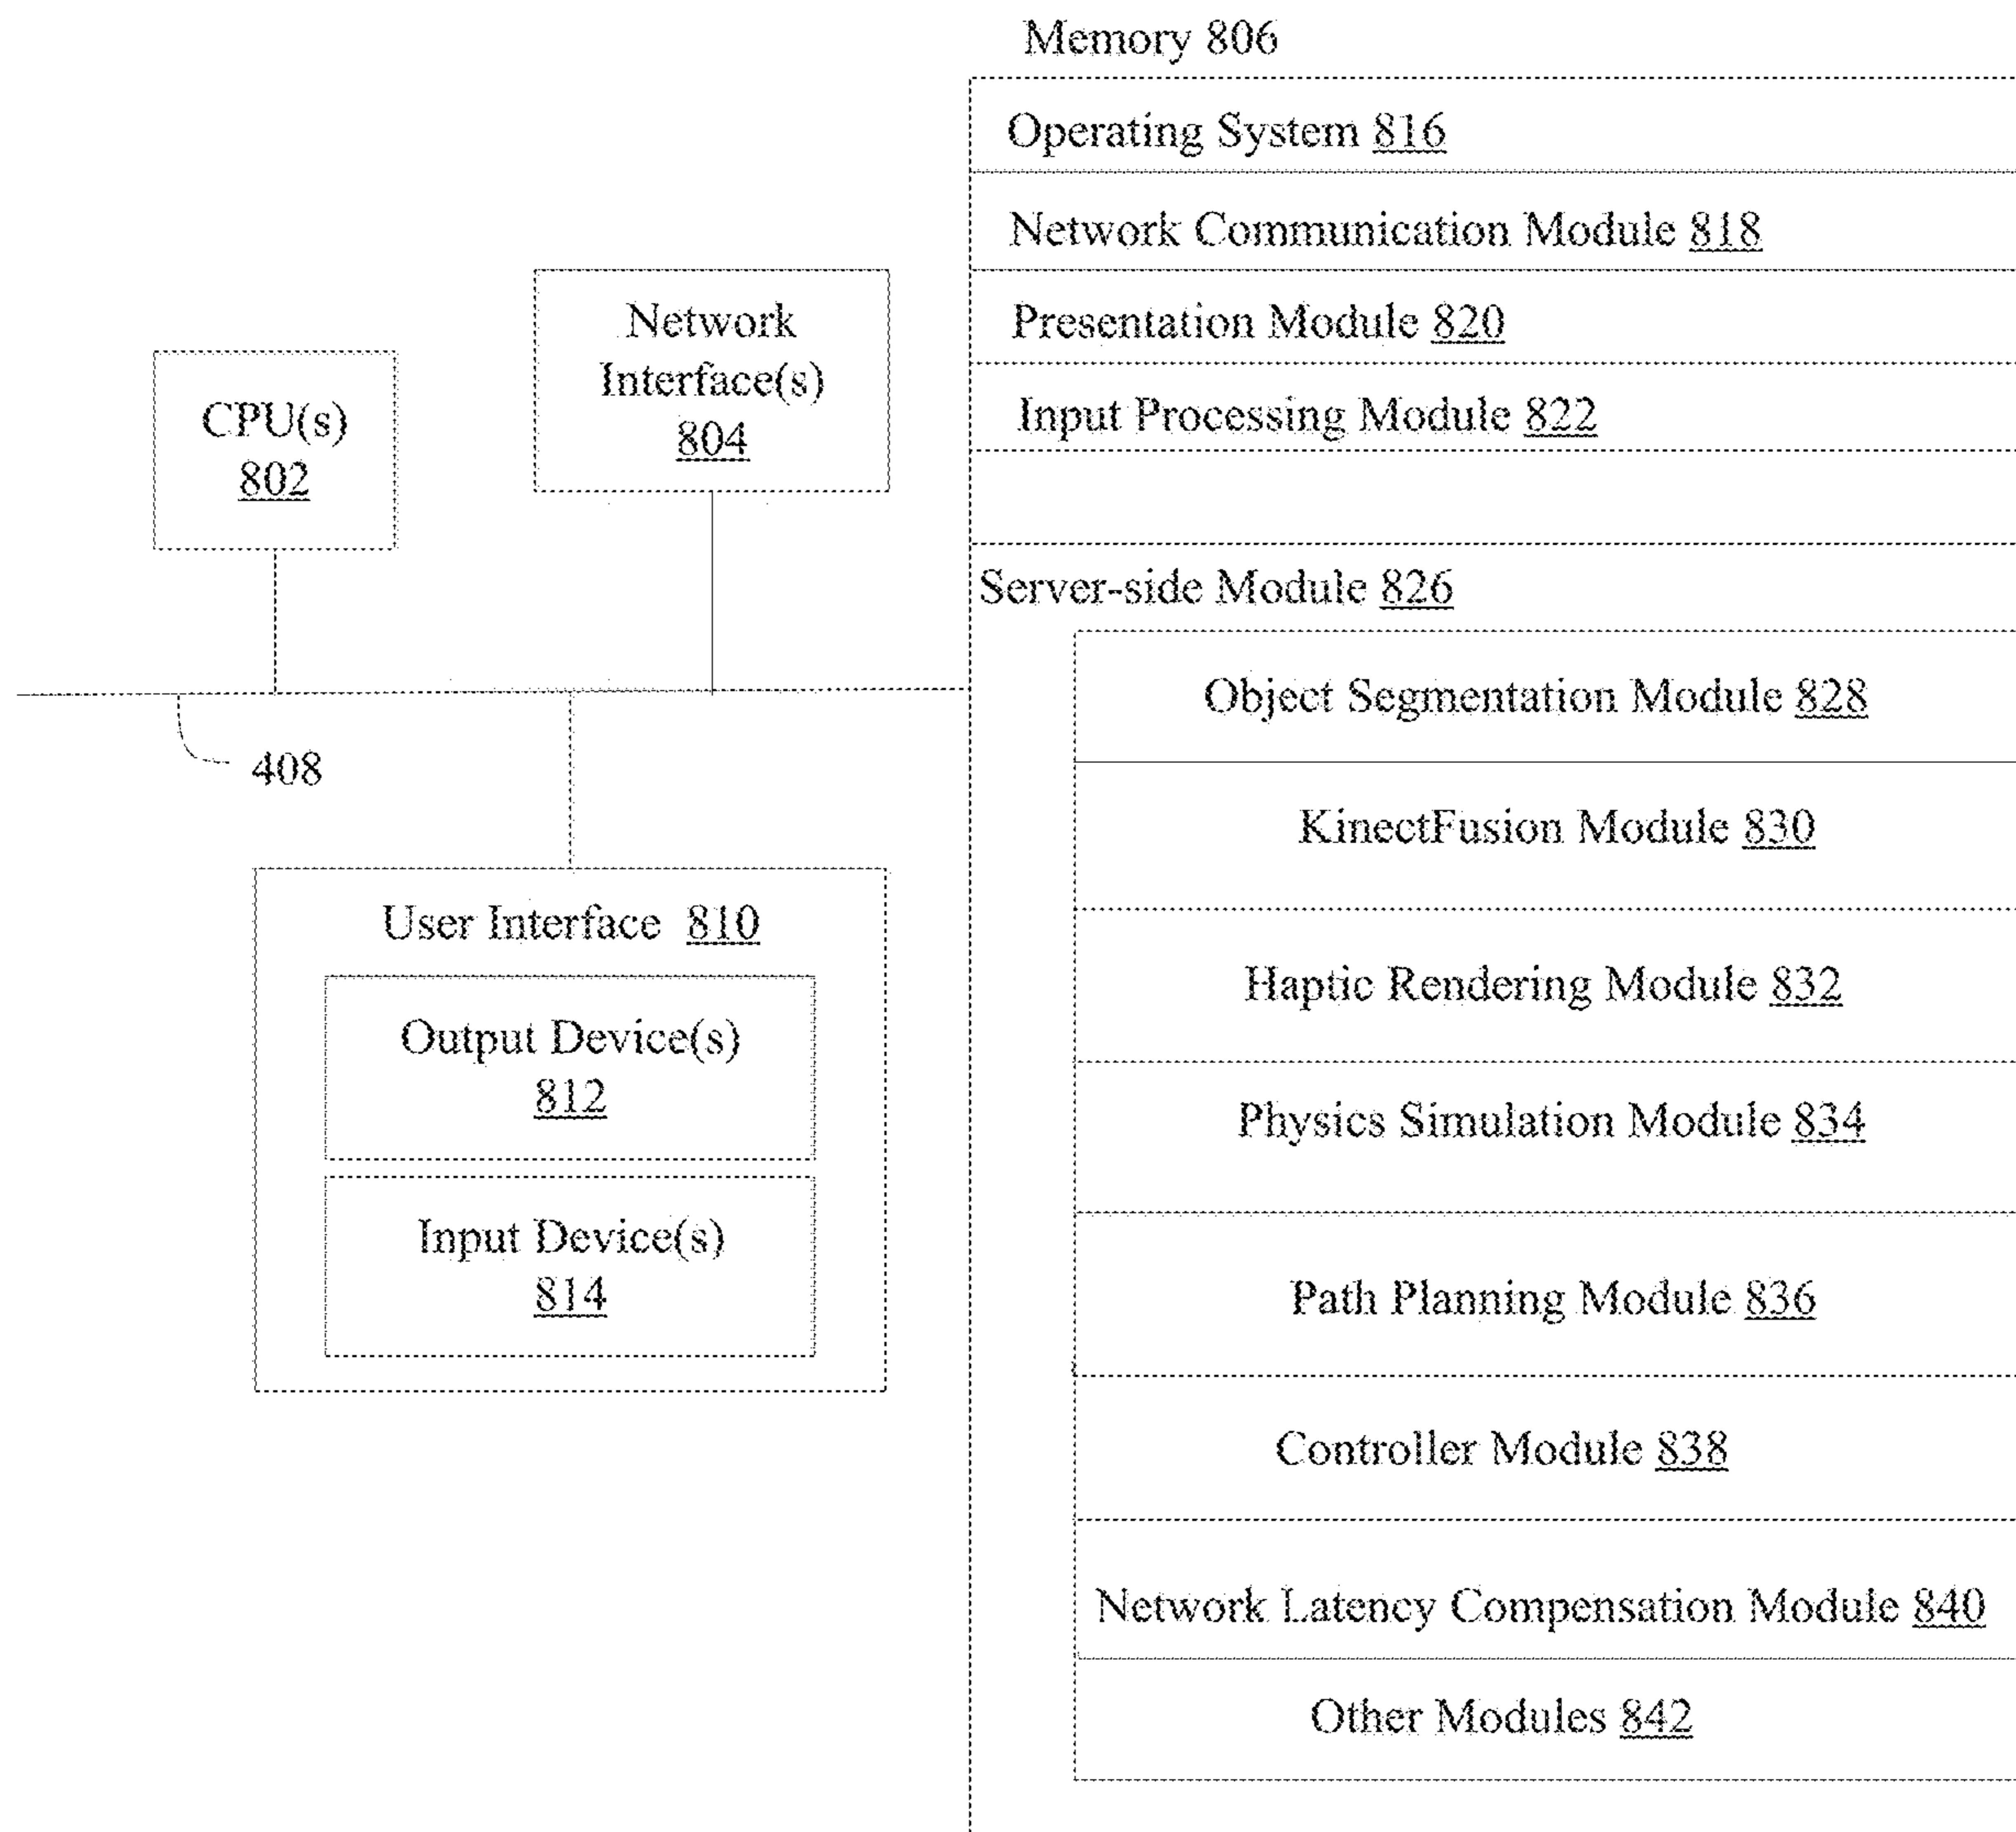 Memory 806
Operating System 816
Network Communication Module 818
Presentation Module 820
Input Processing Module 822
Network
Interface(s)
804
CPU(s)
802
408
User Interface 810
Output Device(s)
812
Input Device(s)
814
Server-side Module 826
Object Segmentation Module 828
KinectFusion Module 830
Haptic Rendering Module 832
Physics Simulation Module 834
Path Planning Module 836
Controller Module 838
Network Latency Compensation Module 840
Other Modules 842